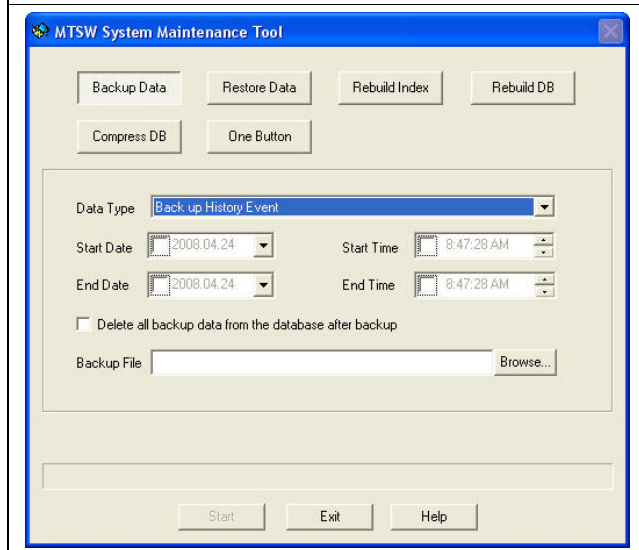 MTSW System Maintenance Tool
Backup Data Restore Data Rebuild Index Rebuild DB
Compress DB One Button
Data Type Back up History Event
Start Date 2008.04.24 Start Time 8:47:28 AM
End Date 2008.04.24 End Time 8:47:28 AM
Delete all backup data from the database after backup
Backup File Browse...
Start Exit Help